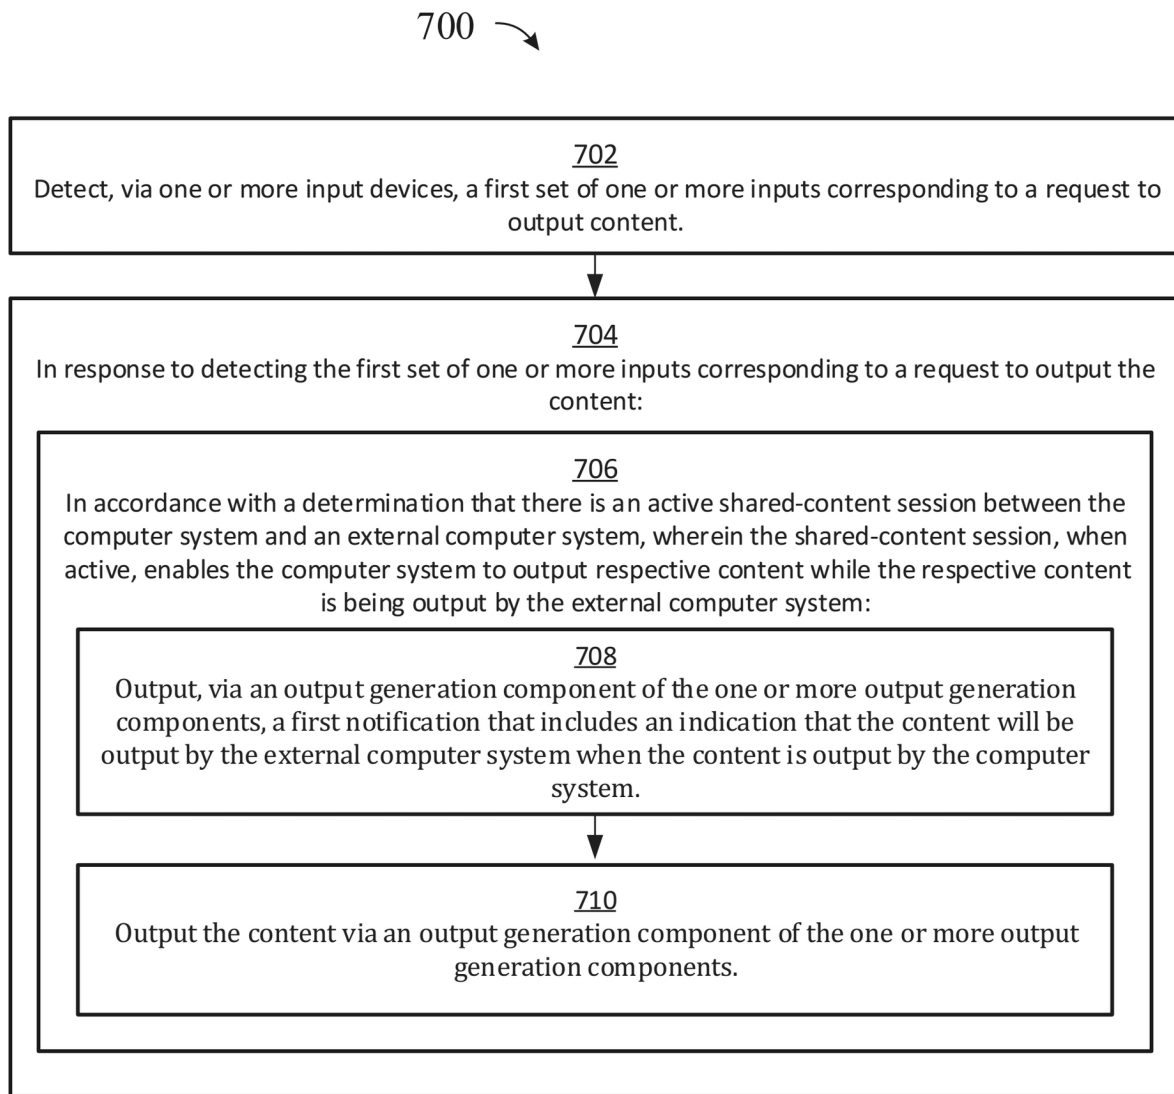 700
702
Detect, via one or more input devices, a first set of one or more inputs corresponding to a request to
output content.
704
In response to detecting the first set of one or more inputs corresponding to a request to output the
content:
706
In accordance with a determination that there is an active shared-content session between the
computer system and an external computer system, wherein the shared-content session, when
active, enables the computer system to output respective content while the respective content
is being output by the external computer system:
708
Output, via an output generation component of the one or more output generation
components, a first notification that includes an indication that the content will be
output by the external computer system when the content is output by the computer
system.
710
Output the content via an output generation component of the one or more output
generation components.